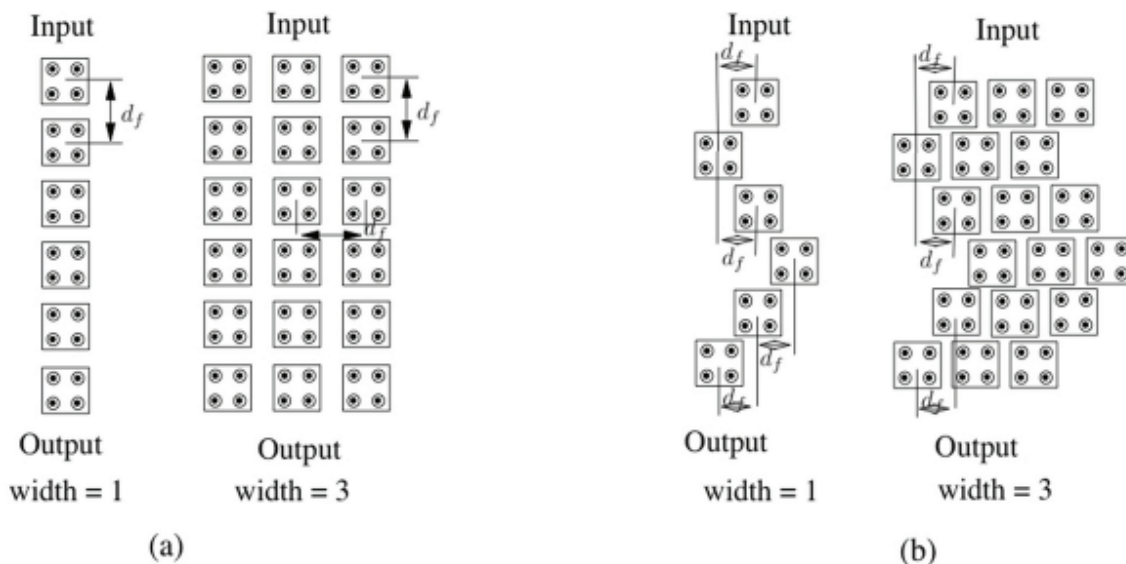 Input
d_f
Output
width = 1
Input
d_f
d_f
Output
width = 3
(a)
Input
d_f
d_f
d_f
d_f
Output
width = 1
Input
d_f
d_f
d_f
Output
width = 3
(b)